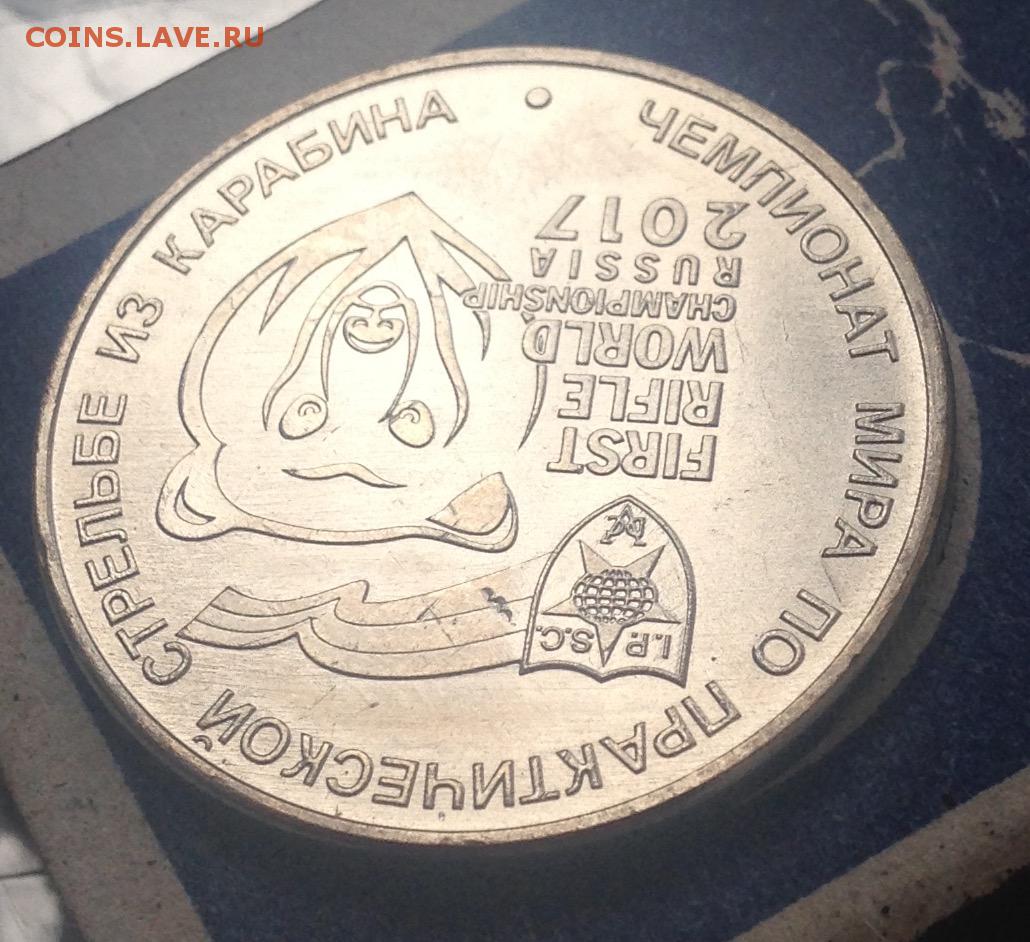 COINS.LAVE.RU
ЧЕМПИОНАТ МИРА ПО ПРАКТИЧЕСКОЙ СТРЕЛЬБЕ ИЗ КАРАБИНА
I.P.S.C.
FIRST
RIFLE
WORLD
CHAMPIONSHIP
RUSSIA
2017